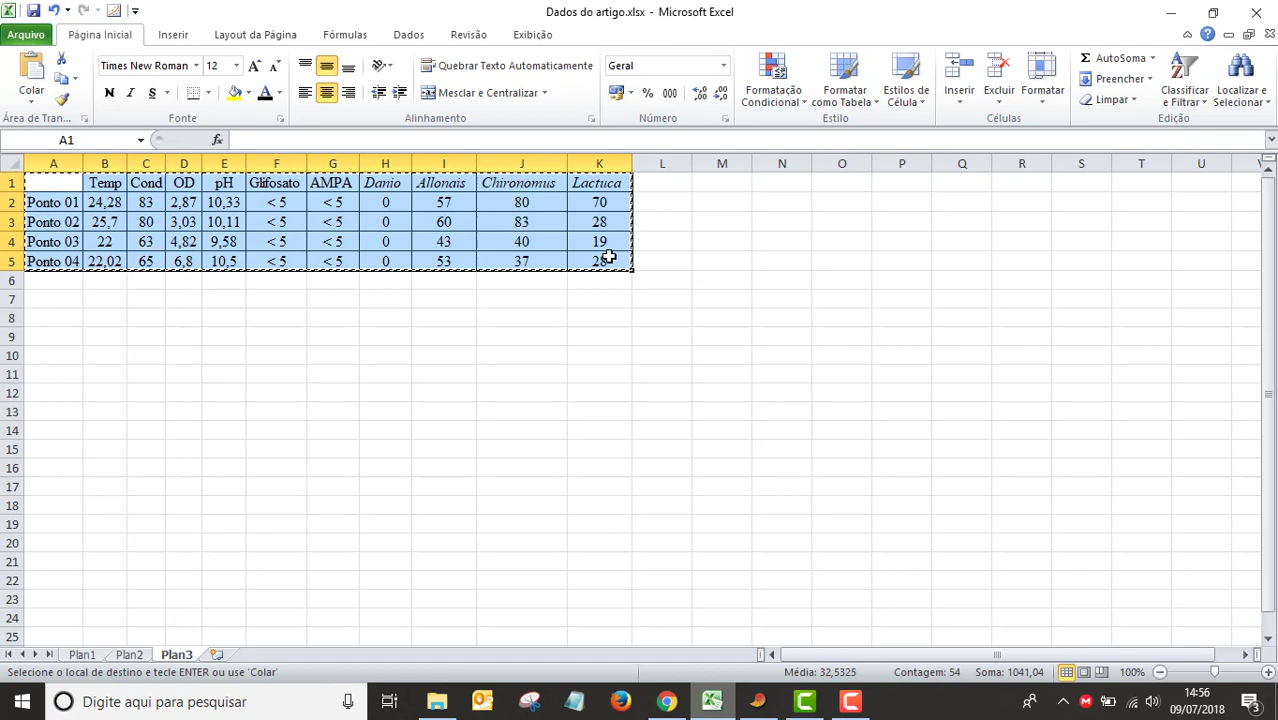 Dados do artigo.xlsx - Microsoft Excel
Arquivo Página Inicial Inserir Layout da Página Fórmulas Dados Revisão Exibição
Colar
Área de Tran...
Times New Roman 12
N I S
Fonte
Quebrar Texto Automaticamente
Mesclar e Centralizar
Alinhamento
Geral
% 000
Número
Formatação Condicional
Formatar como Tabela
Estilos de Célula
Estilo
Inserir Excluir Formatar
Células
AutoSoma
Preencher
Limpar
Classificar e Filtrar
Localizar e Selecionar
Edição
A1 fx
A B C D E F G H I J K L M N O P Q R S T U V
1 Temp Cond OD pH Glifosato AMPA Danio Allonais Chironomus Lactuca
2 Ponto 01 24,28 83 2,87 10,33 < 5 < 5 0 57 80 70
3 Ponto 02 25,7 80 3,03 10,11 < 5 < 5 0 60 83 28
4 Ponto 03 22 63 4,82 9,58 < 5 < 5 0 43 40 19
5 Ponto 04 22,02 65 6,8 10,5 < 5 < 5 0 53 37 28
6
7
8
9
10
11
12
13
14
15
16
17
18
19
20
21
22
23
24
25
Plan1 Plan2 Plan3
Selecione o local de destino e tecle ENTER ou use 'Colar' Média: 32,5325 Contagem: 54 Soma: 1041,04 100%
Digite aqui para pesquisar
4:56
09/07/2018
3